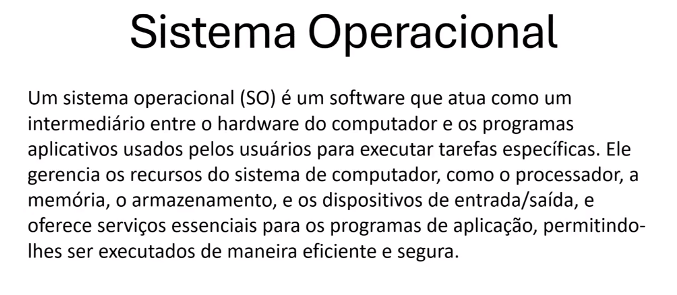 Sistema Operacional
Um sistema operacional (SO) é um software que atua como um
intermediário entre o hardware do computador e os programas
aplicativos usados pelos usuários para executar tarefas específicas. Ele
gerencia os recursos do sistema de computador, como o processador, a
memória, o armazenamento, e os dispositivos de entrada/saída, e
oferece serviços essenciais para os programas de aplicação, permitindo-
lhes ser executados de maneira eficiente e segura.